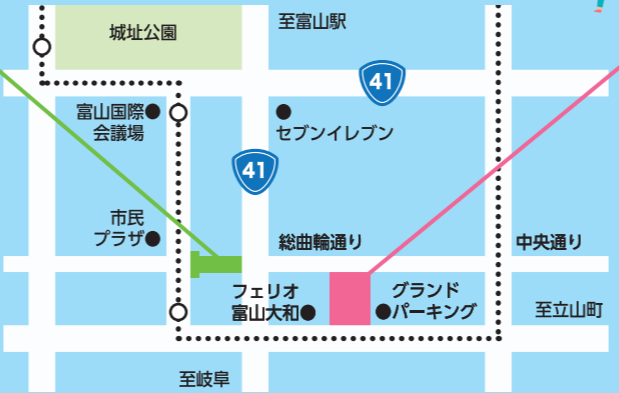 城址公園
至富山駅
41
富山国際
会議場
セブンイレブン
41
市民
プラザ
総曲輪通り
中央通り
フェリオ
富山大和
グランド
パーキング
至立山町
至岐阜